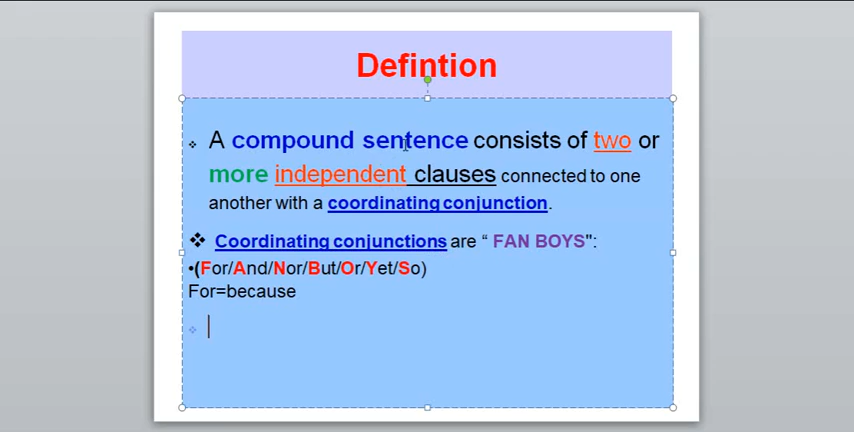 Defintion
❖ A compound sentence consists of two or
more independent clauses connected to one
another with a coordinating conjunction.
❖ Coordinating conjunctions are “ FAN BOYS":
•(For/And/Nor/But/Or/Yet/So)
For=because